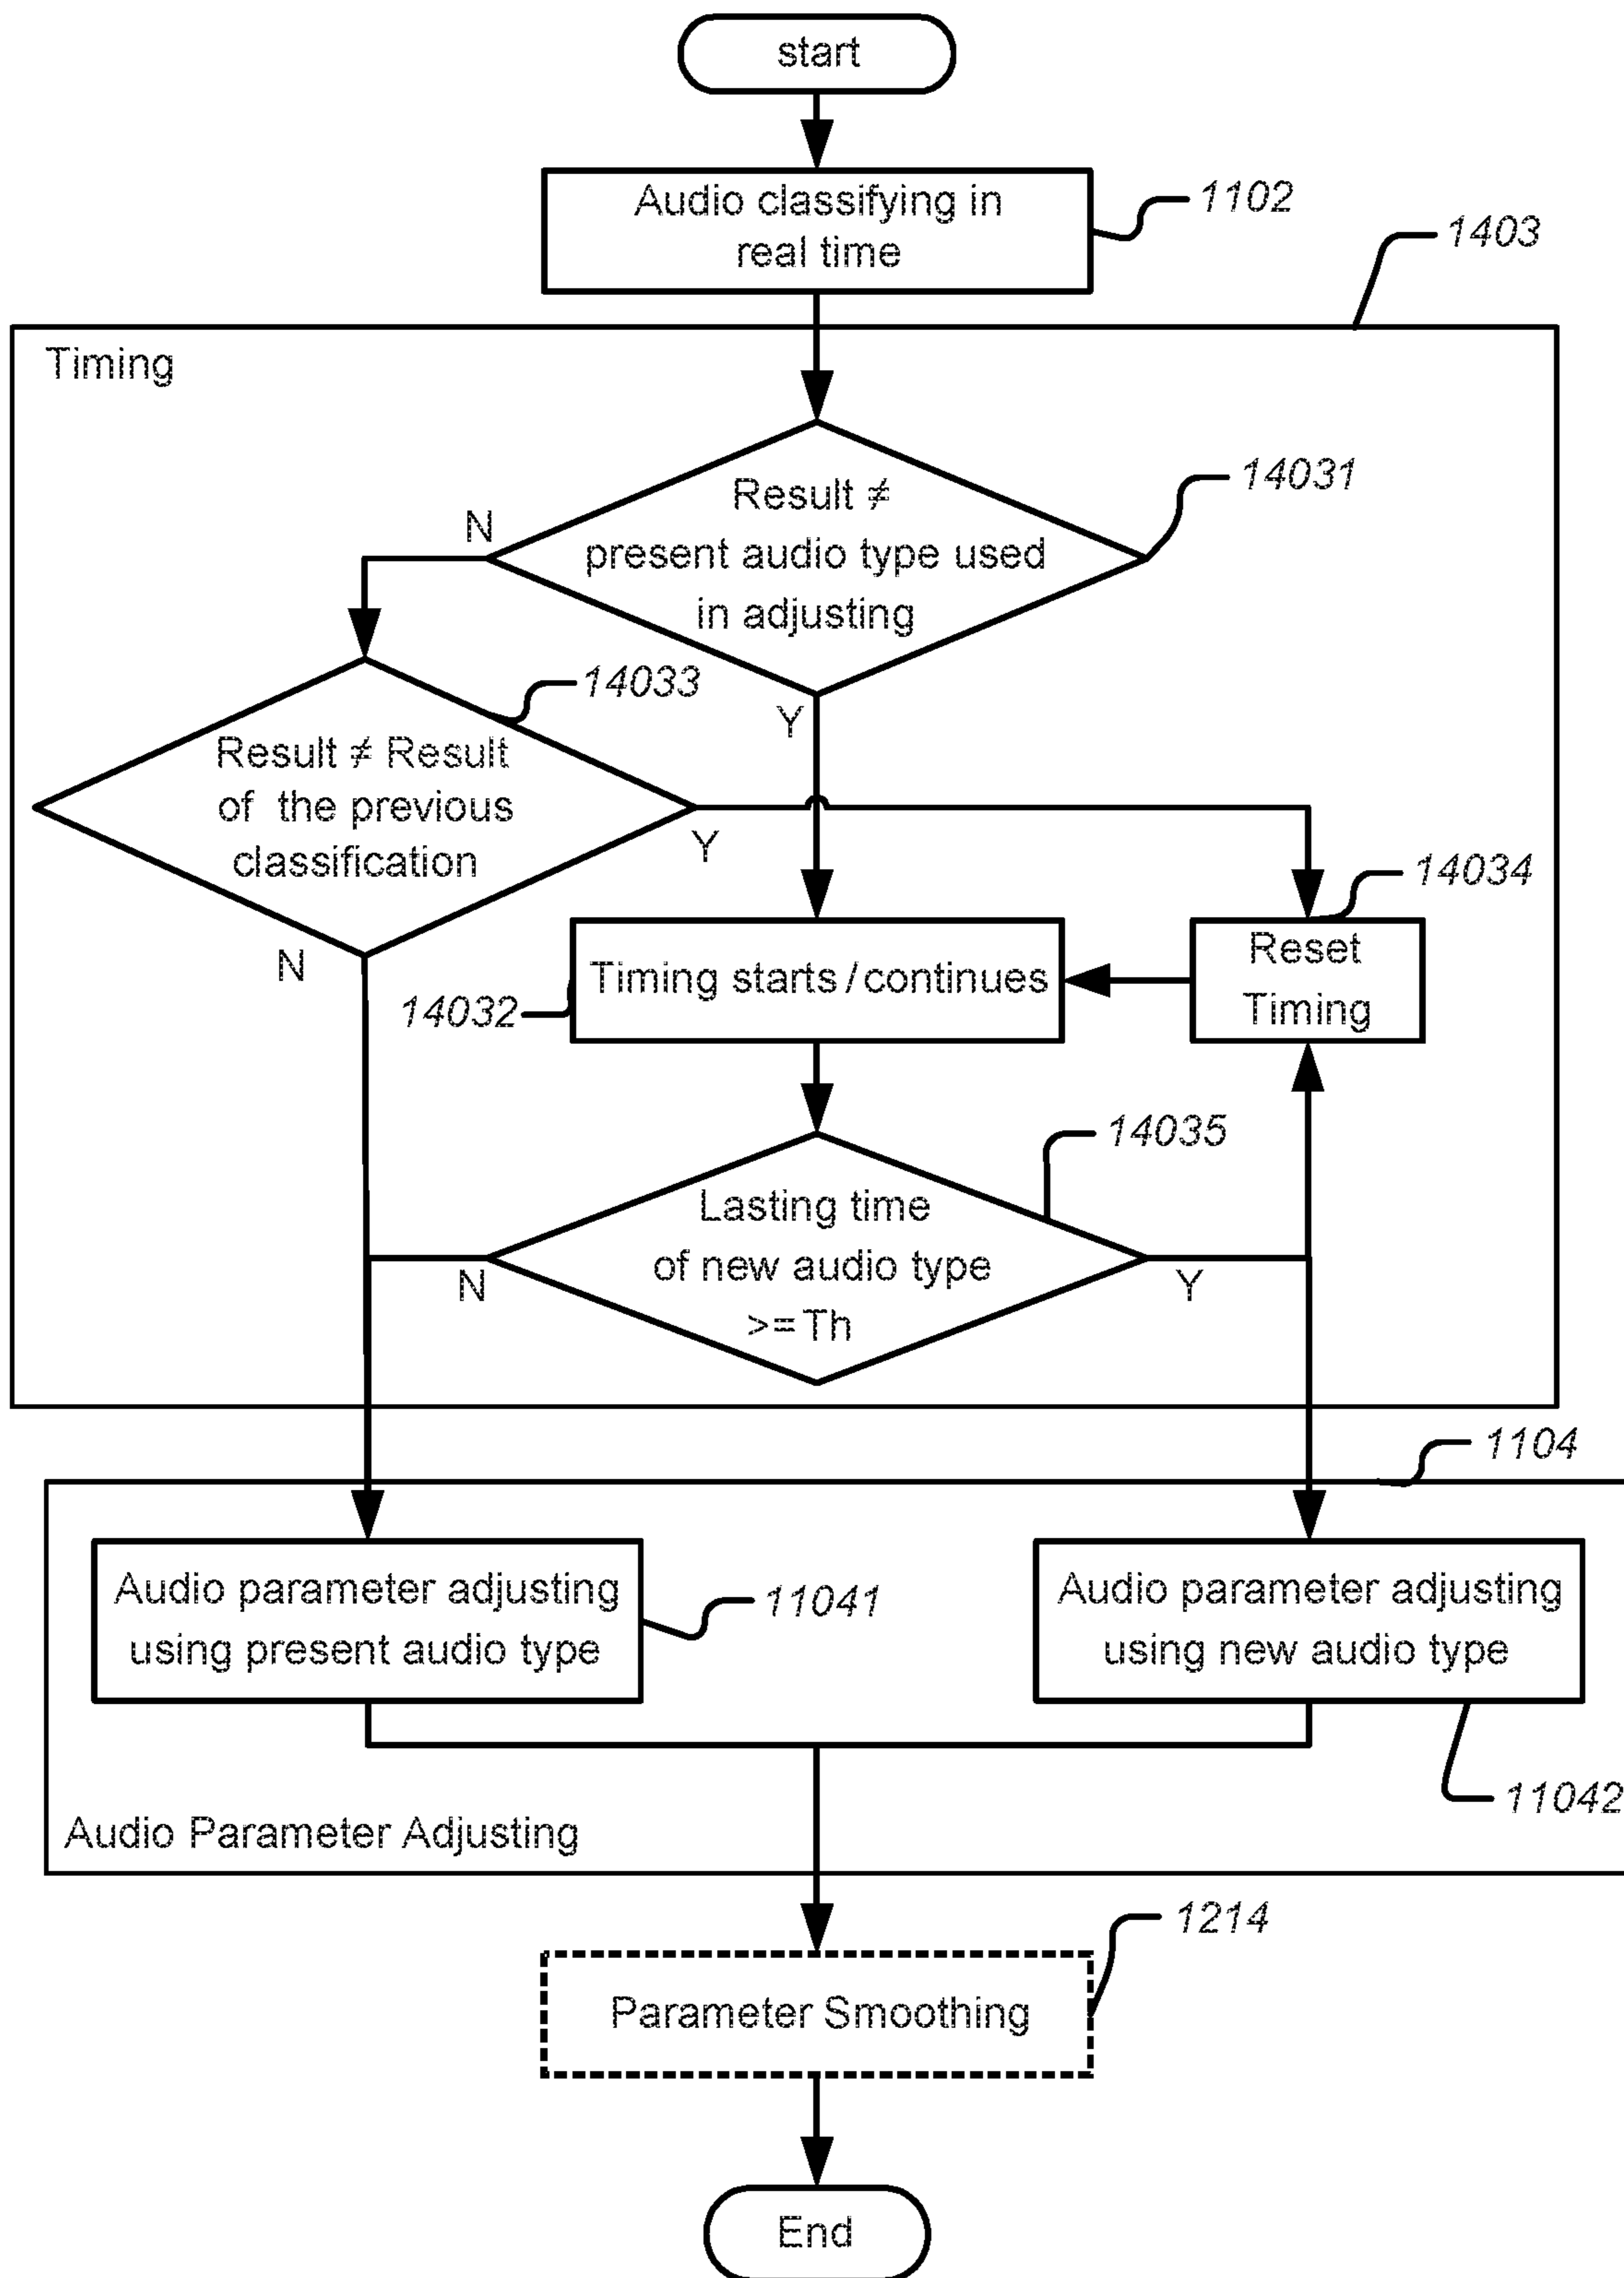 start
Audio classifying in
real time
1102
1403
Timing
Result ≠
present audio type used
in adjusting
14031
N
Y
14033
Result ≠ Result
of the previous
classification
Y
N
14034
Reset
Timing
Timing starts / continues
14032
14035
Lasting time
of new audio type
>= Th
N
Y
1104
Audio parameter adjusting
using present audio type
11041
Audio parameter adjusting
using new audio type
11042
Audio Parameter Adjusting
1214
Parameter Smoothing
End